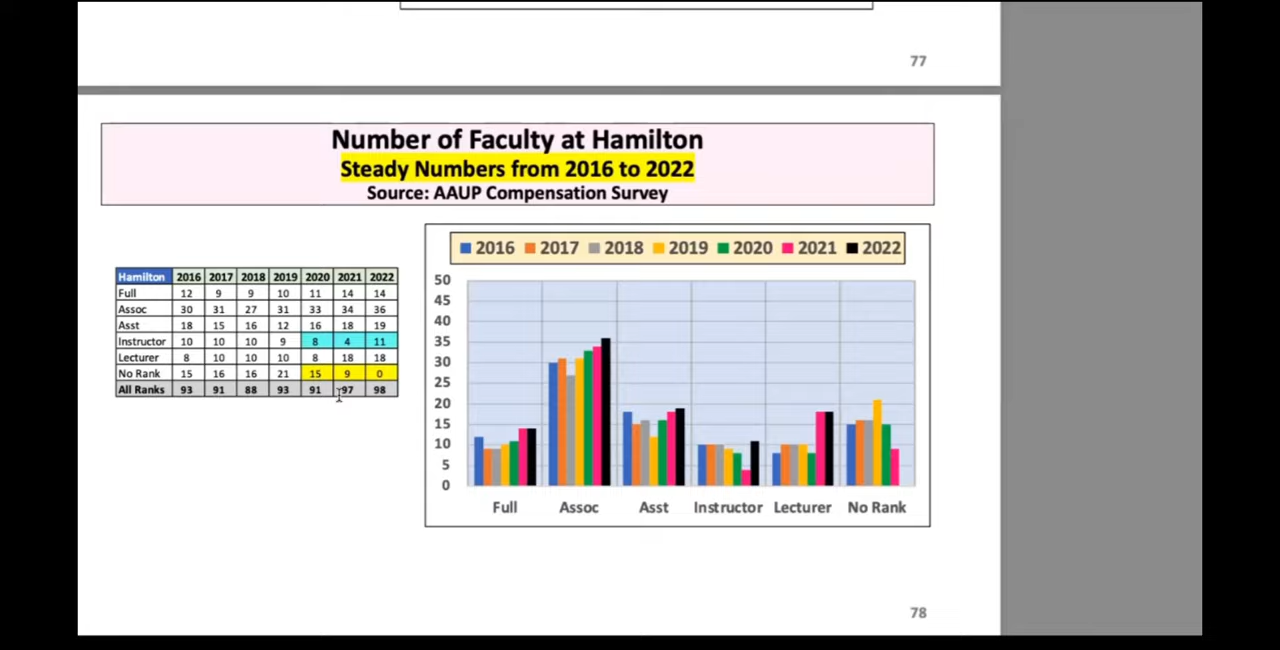 77
Number of Faculty at Hamilton
Steady Numbers from 2016 to 2022
Source: AAUP Compensation Survey
Hamilton 2016 2017 2018 2019 2020 2021 2022
Full 12 9 9 10 11 14 14
Assoc 30 31 27 31 33 34 36
Asst 18 15 16 12 16 18 19
Instructor 10 10 10 9 8 4 11
Lecturer 8 10 10 10 8 18 18
No Rank 15 16 16 21 15 9 0
All Ranks 93 91 88 93 91 97 98
2016 2017 2018 2019 2020 2021 2022
50
45
40
35
30
25
20
15
10
5
0
Full Assoc Asst Instructor Lecturer No Rank
78